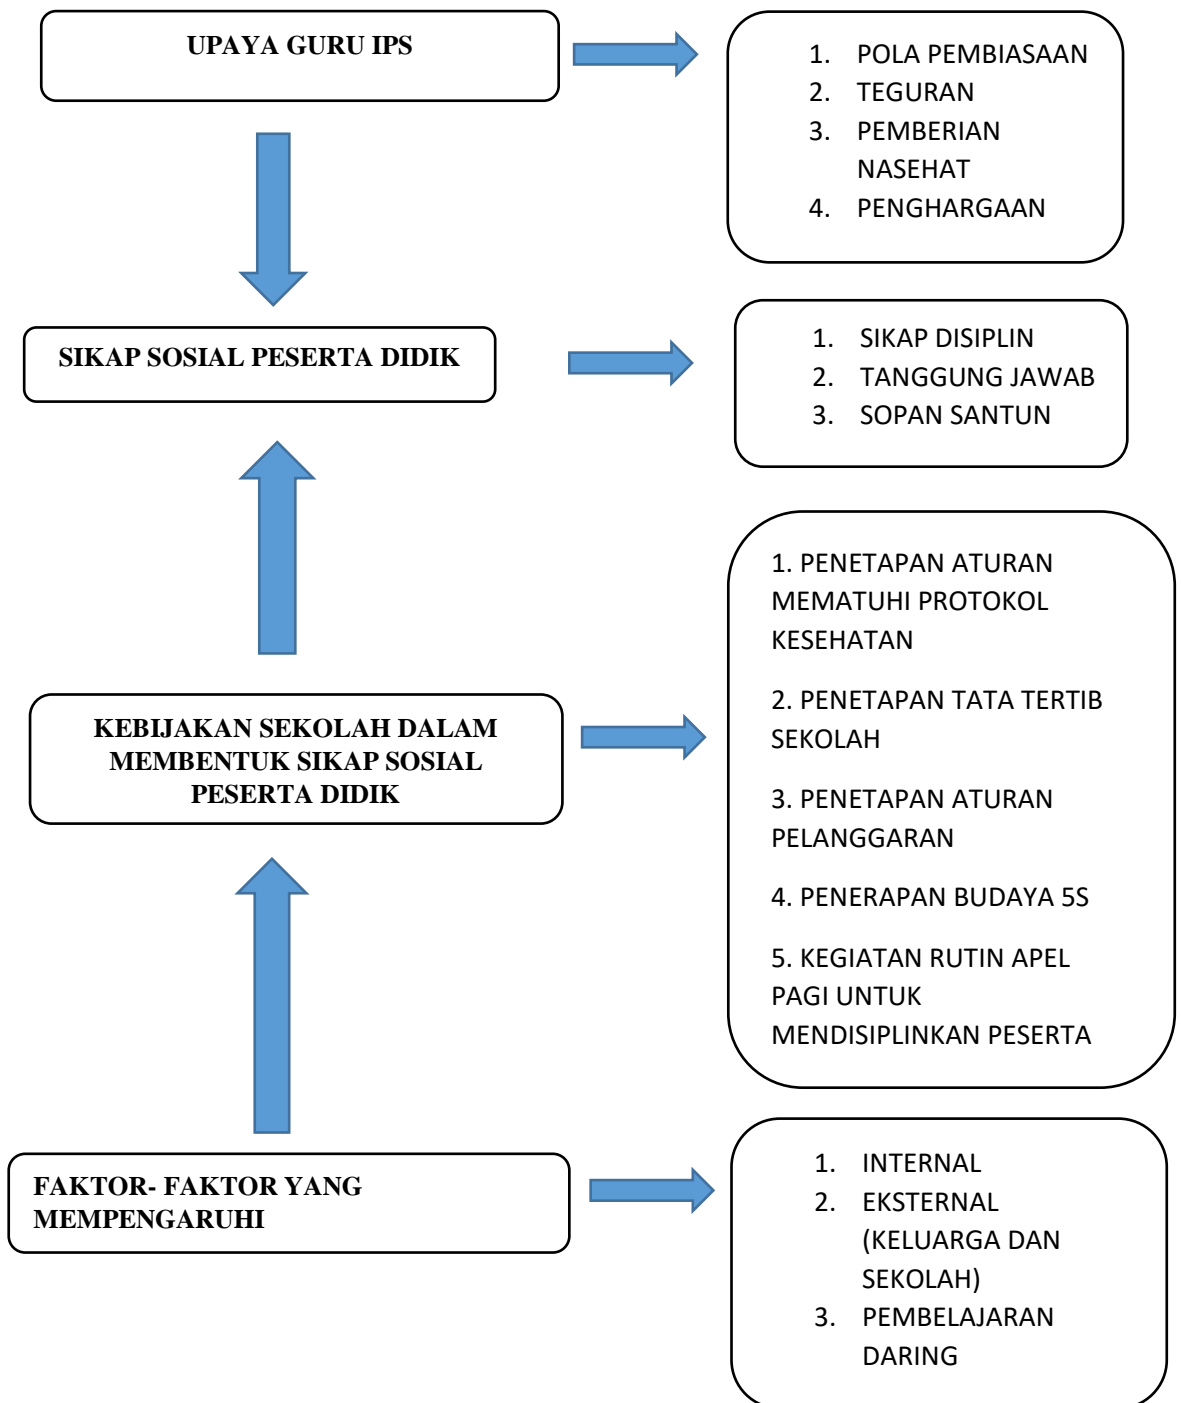 UPAYA GURU IPS
1. POLA PEMBIASAAN
2. TEGURAN
3. PEMBERIAN
NASEHAT
4. PENGHARGAAN
SIKAP SOSIAL PESERTA DIDIK
1. SIKAP DISIPLIN
2. TANGGUNG JAWAB
3. SOPAN SANTUN
KEBIJAKAN SEKOLAH DALAM
MEMBENTUK SIKAP SOSIAL
PESERTA DIDIK
1. PENETAPAN ATURAN
MEMATUHI PROTOKOL
KESEHATAN
2. PENETAPAN TATA TERTIB
SEKOLAH
3. PENETAPAN ATURAN
PELANGGARAN
4. PENERAPAN BUDAYA 5S
5. KEGIATAN RUTIN APEL
PAGI UNTUK
MENDISIPLINKAN PESERTA
FAKTOR- FAKTOR YANG
MEMPENGARUHI
1. INTERNAL
2. EKSTERNAL
(KELUARGA DAN
SEKOLAH)
3. PEMBELAJARAN
DARING